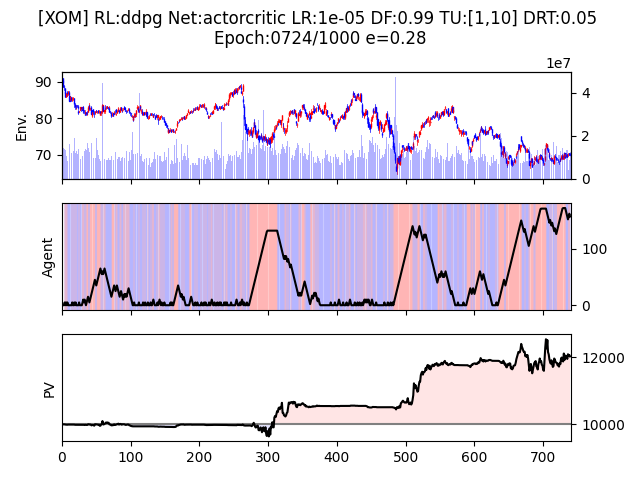 [XOM] RL:ddpg Net:actorcritic LR:1e-05 DF:0.99 TU:[1,10] DRT:0.05
Epoch:0724/1000 e=0.28
1e7
90
80
70
Env.
4
2
0
Agent
100
0
PV
12000
10000
0 100 200 300 400 500 600 700